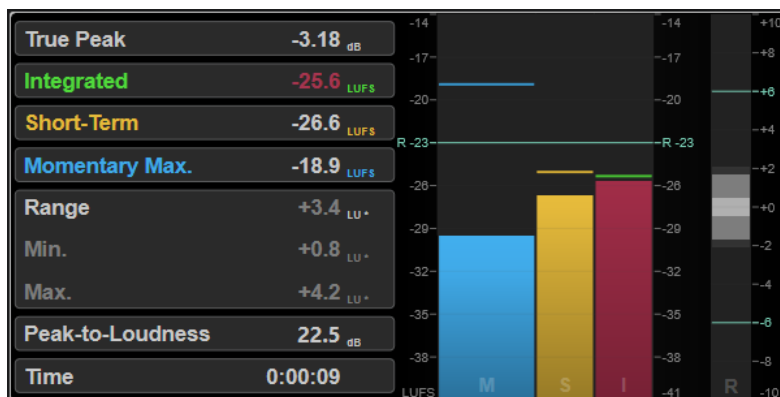 True Peak -3.18 dB
Integrated -25.6 LUFS
Short-Term -26.6 LUFS
Momentary Max. -18.9 LUFS
Range +3.4 LU *
Min. +0.8 LU *
Max. +4.2 LU *
Peak-to-Loudness 22.5 dB
Time 0:00:09
-14
-17-
-20-
R -23-
-26-
-29-
-32-
-35-
-38-
LUFS
M
S
I
-14
-17
-20
-R -23
-26
-29
-32
-35
-38
-41
R
+10
+8
+6
+4
+2
+0
-2
-4
-6
-8
-10